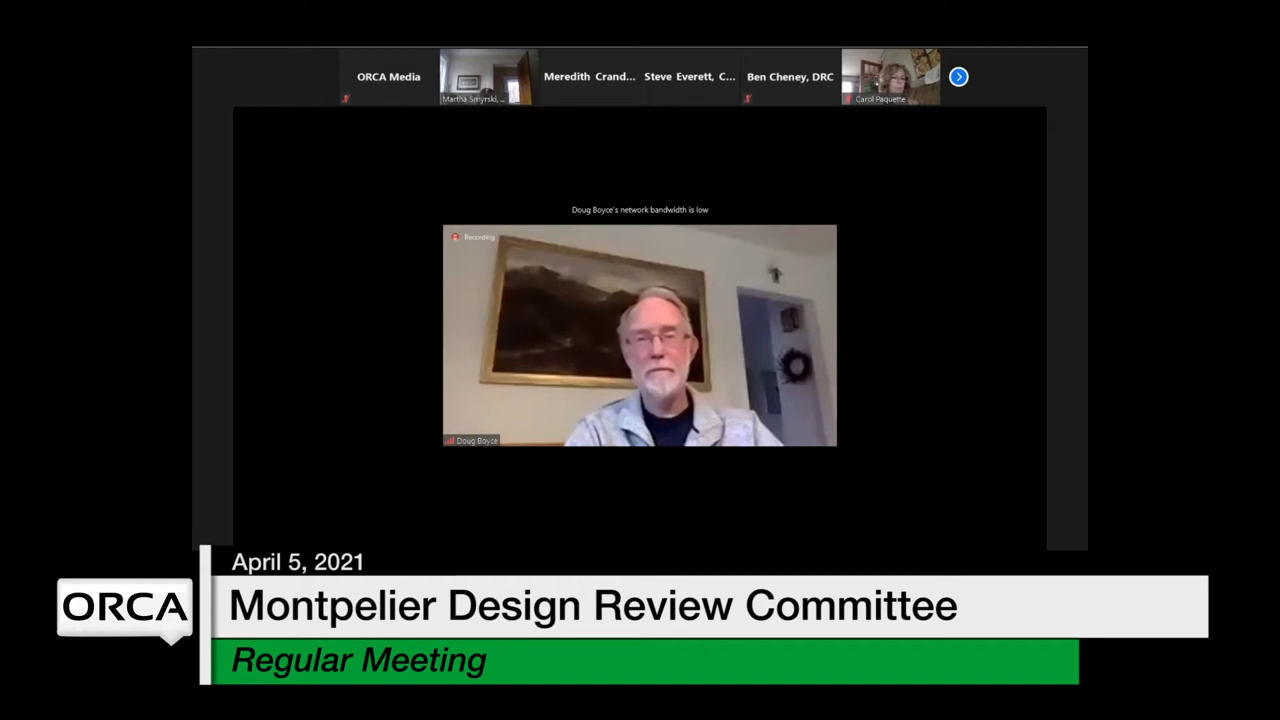 ORCA Media
Martha Smyrski, ...
Meredith Crand...
Steve Everett, C...
Ben Cheney, DRC
Carol Paquette
Doug Boyce's network bandwidth is low
Recording
Doug Boyce
April 5, 2021
ORCA
Montpelier Design Review Committee
Regular Meeting